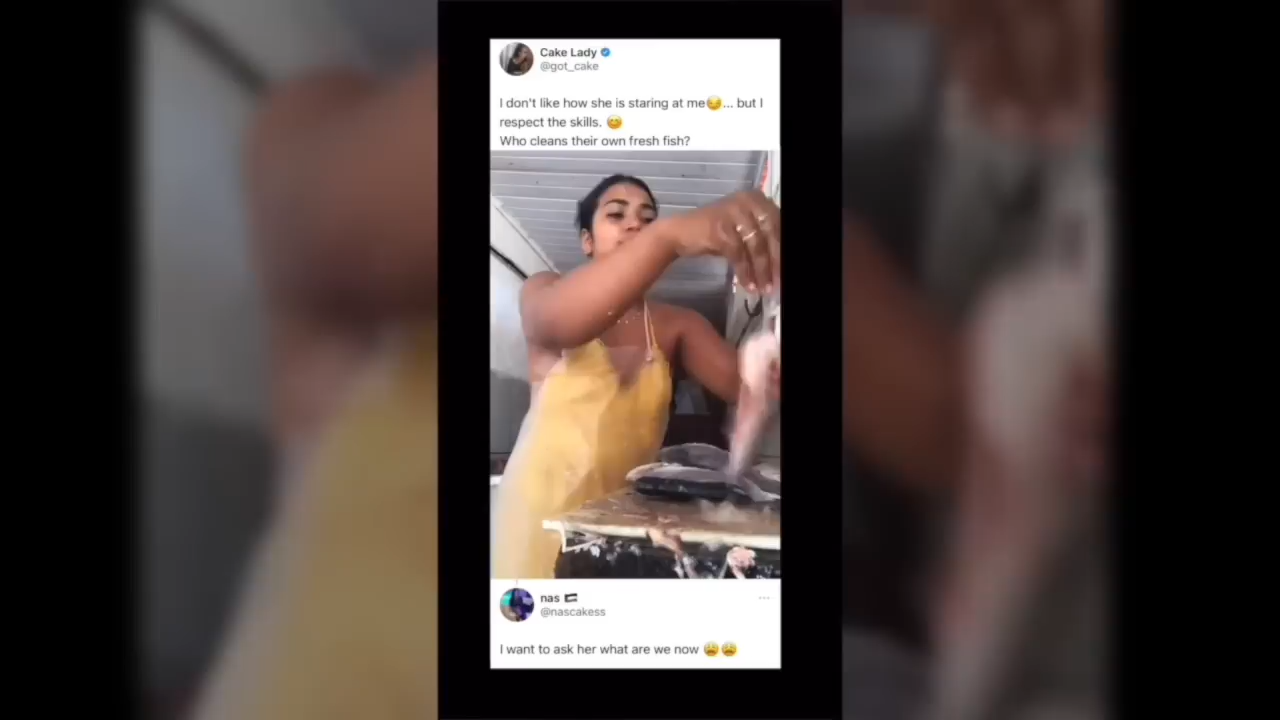 Cake Lady
@got_cake
I don't like how she is staring at me😏... but I
respect the skills. 😊
Who cleans their own fresh fish?
nas
@nascakess
I want to ask her what are we now 😩😩